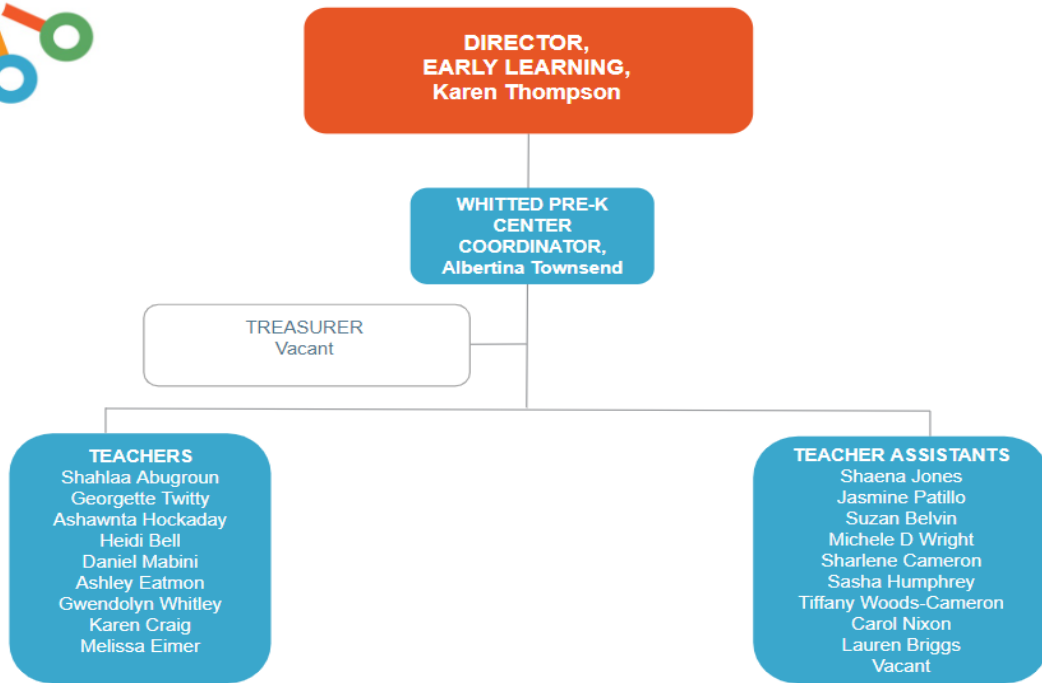 DIRECTOR,
EARLY LEARNING,
Karen Thompson
WHITTED PRE-K
CENTER
COORDINATOR,
Albertina Townsend
TREASURER
Vacant
TEACHERS
Shahlaa Abugroun
Georgette Twitty
Ashawnta Hockaday
Heidi Bell
Daniel Mabini
Ashley Eatmon
Gwendolyn Whitley
Karen Craig
Melissa Eimer
TEACHER ASSISTANTS
Shaena Jones
Jasmine Patillo
Suzan Belvin
Michele D Wright
Sharlene Cameron
Sasha Humphrey
Tiffany Woods-Cameron
Carol Nixon
Lauren Briggs
Vacant